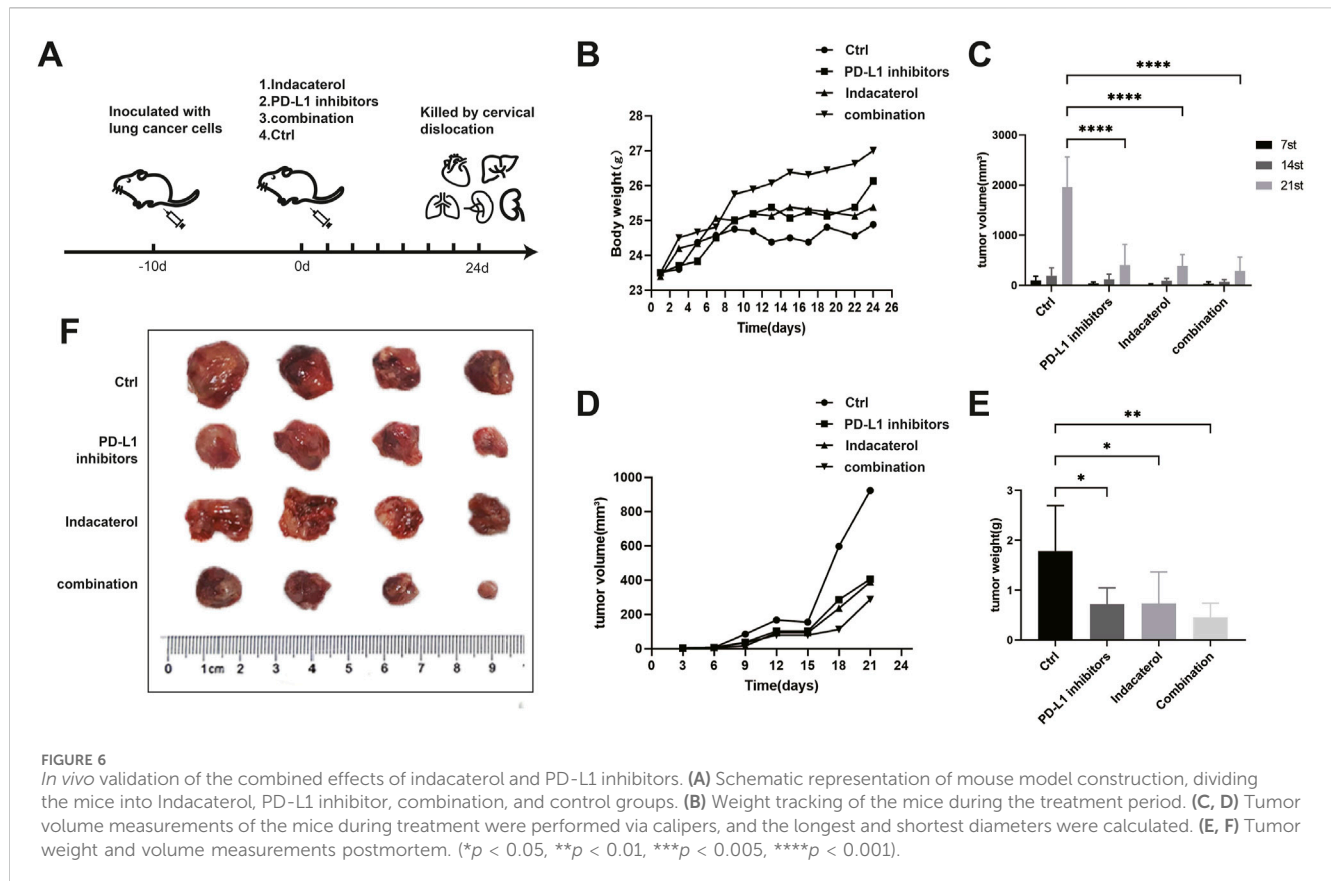 A
1.Indacaterol
2.PD-L1 inhibitors
3.combination
4.Ctrl
Inoculated with
lung cancer cells
Killed by cervical
dislocation
-10d
0d
24d
B
Ctrl
PD-L1 inhibitors
Indacaterol
combination
Body weight(g)
28
27
26
25
24
23
0 2 3 4 6 8 10 12 14 16 18 20 22 24 26
Time(days)
C
****
****
****
7st
14st
21st
tumor volume(mm³)
3000
2000
1000
0
Ctrl
PD-L1 inhibitors
Indacaterol
combination
F
Ctrl
PD-L1
inhibitors
Indacaterol
combination
0 1cm 2 3 4 5 6 7 8 9
D
Ctrl
PD-L1 inhibitors
Indacaterol
combination
tumor volume(mm³)
1000
800
600
400
200
0
0 3 6 9 12 15 18 21 24
Time(days)
E
**
*
*
tumor weight(g)
3
2
1
0
Ctrl
PD-L1 inhibitors
Indacaterol
Combination
FIGURE 6
In vivo validation of the combined effects of indacaterol and PD-L1 inhibitors. (A) Schematic representation of mouse model construction, dividing
the mice into Indacaterol, PD-L1 inhibitor, combination, and control groups. (B) Weight tracking of the mice during the treatment period. (C, D) Tumor
volume measurements of the mice during treatment were performed via calipers, and the longest and shortest diameters were calculated. (E, F) Tumor
weight and volume measurements postmortem. (*p < 0.05, **p < 0.01, ***p < 0.005, ****p < 0.001).